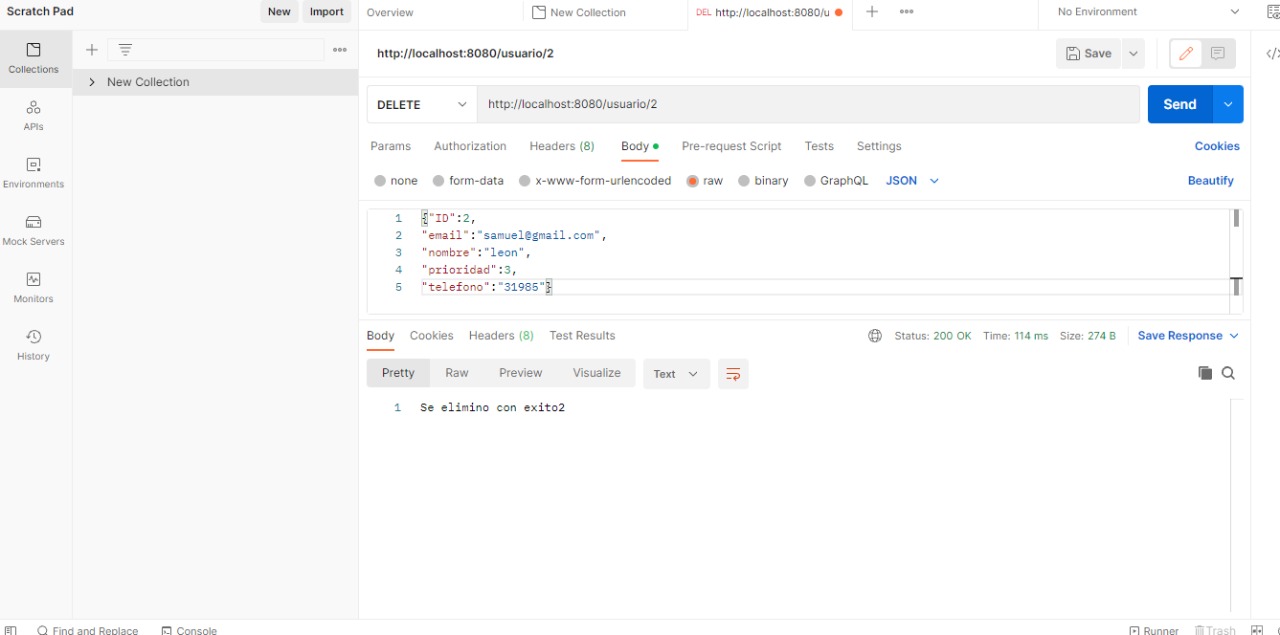 Scratch Pad New Import Overview New Collection DEL http://localhost:8080/u No Environment
http://localhost:8080/usuario/2 Save
Collections
New Collection
DELETE http://localhost:8080/usuario/2 Send
APIs
Params Authorization Headers (8) Body Pre-request Script Tests Settings Cookies
Environments
none form-data x-www-form-urlencoded raw binary GraphQL JSON Beautify
1 {"ID":2,
2 "email":"samuel@gmail.com",
Mock Servers
3 "nombre":"leon",
4 "prioridad":3,
5 "telefono":"31985"}
Monitors
Body Cookies Headers (8) Test Results Status: 200 OK Time: 114 ms Size: 274 B Save Response
History
Pretty Raw Preview Visualize Text
1 Se elimino con exito2
Find and Replace Console Runner Trash